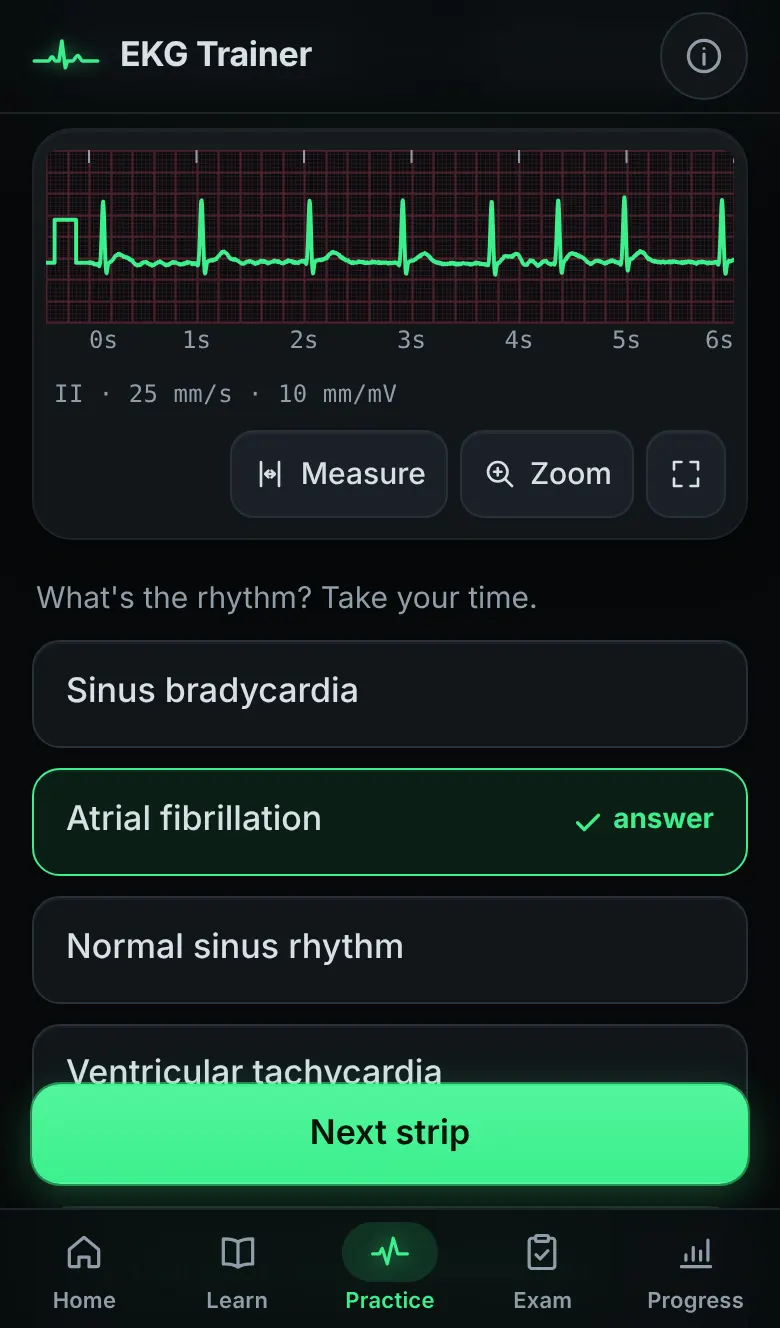 EKG Trainer
0s 1s 2s 3s 4s 5s 6s
II · 25 mm/s · 10 mm/mV
Measure Zoom
What's the rhythm? Take your time.
Sinus bradycardia
Atrial fibrillation answer
Normal sinus rhythm
Ventricular tachycardia
Next strip
Home Learn Practice Exam Progress